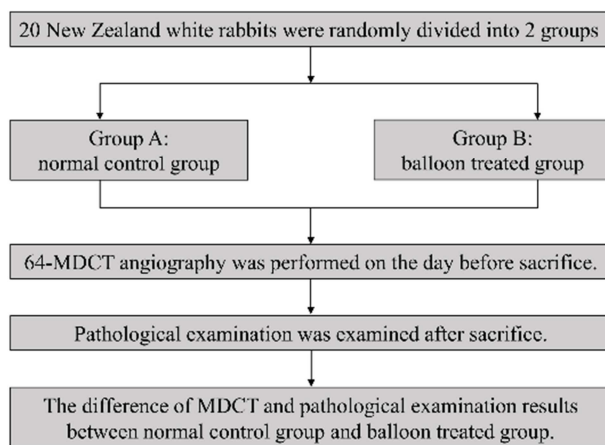 20 New Zealand white rabbits were randomly divided into 2 groups
Group A:
normal control group
Group B:
balloon treated group
64-MDCT angiography was performed on the day before sacrifice.
Pathological examination was examined after sacrifice.
The difference of MDCT and pathological examination results
between normal control group and balloon treated group.